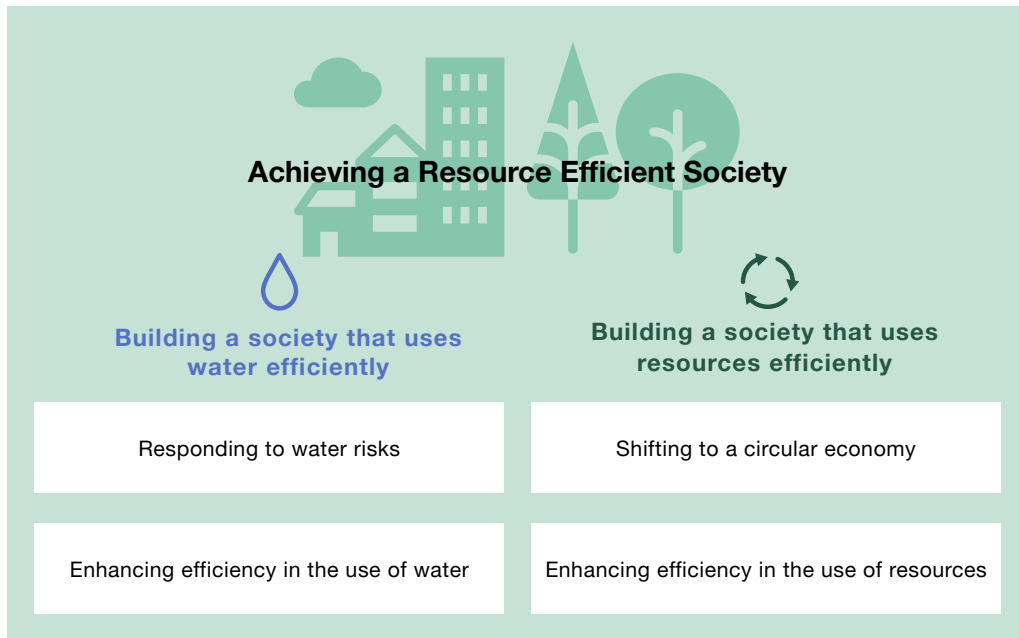 Achieving a Resource Efficient Society
Building a society that uses
water efficiently
Building a society that uses
resources efficiently
Responding to water risks
Shifting to a circular economy
Enhancing efficiency in the use of water
Enhancing efficiency in the use of resources